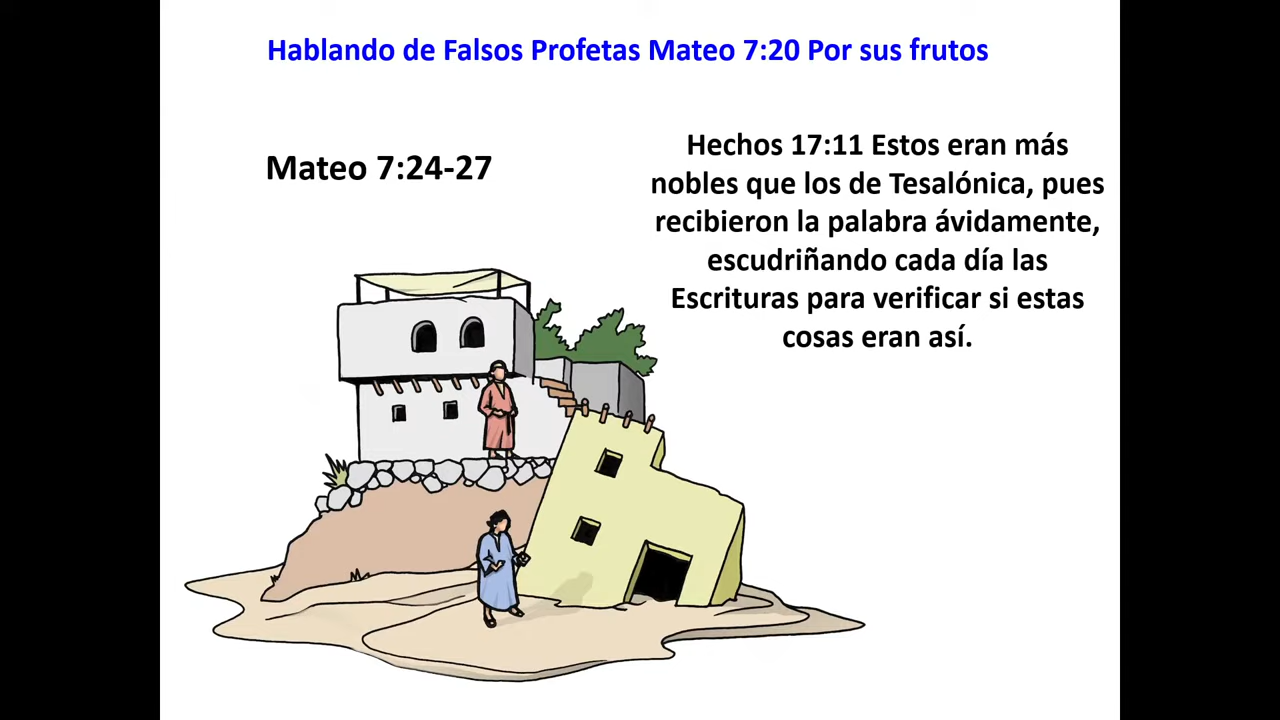 Hablando de Falsos Profetas Mateo 7:20 Por sus frutos
Mateo 7:24-27
Hechos 17:11 Estos eran más
nobles que los de Tesalónica, pues
recibieron la palabra ávidamente,
escudriñando cada día las
Escrituras para verificar si estas
cosas eran así.